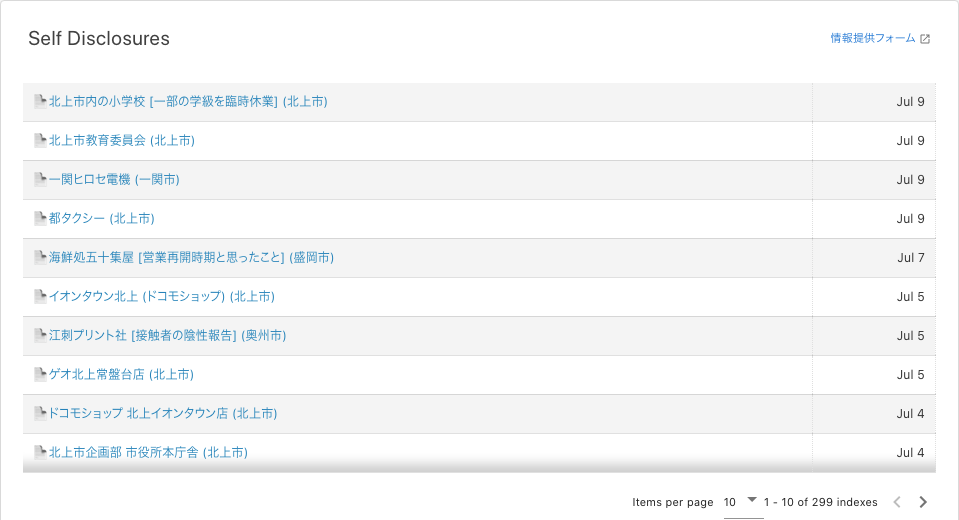 Self Disclosures
情報提供フォーム
北上市内の小学校 [一部の学級を臨時休業] (北上市) Jul 9
北上市教育委員会 (北上市) Jul 9
一関ヒロセ電機 (一関市) Jul 9
都タクシー (北上市) Jul 9
海鮮処五十集屋 [営業再開時期と思ったこと] (盛岡市) Jul 7
イオンタウン北上 (ドコモショップ) (北上市) Jul 5
江刺プリント社 [接触者の陰性報告] (奥州市) Jul 5
ゲオ北上常盤台店 (北上市) Jul 5
ドコモショップ 北上イオンタウン店 (北上市) Jul 4
北上市企画部 市役所本庁舎 (北上市) Jul 4
Items per page 10 1 - 10 of 299 indexes